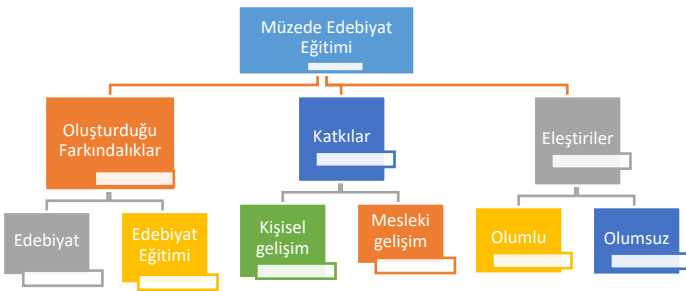 Müzede Edebiyat
Eğitimi
Oluşturduğu
Farkındalıklar
Katkılar
Eleştiriler
Edebiyat
Edebiyat
Eğitimi
Kişisel
gelişim
Mesleki
gelişim
Olumlu
Olumsuz